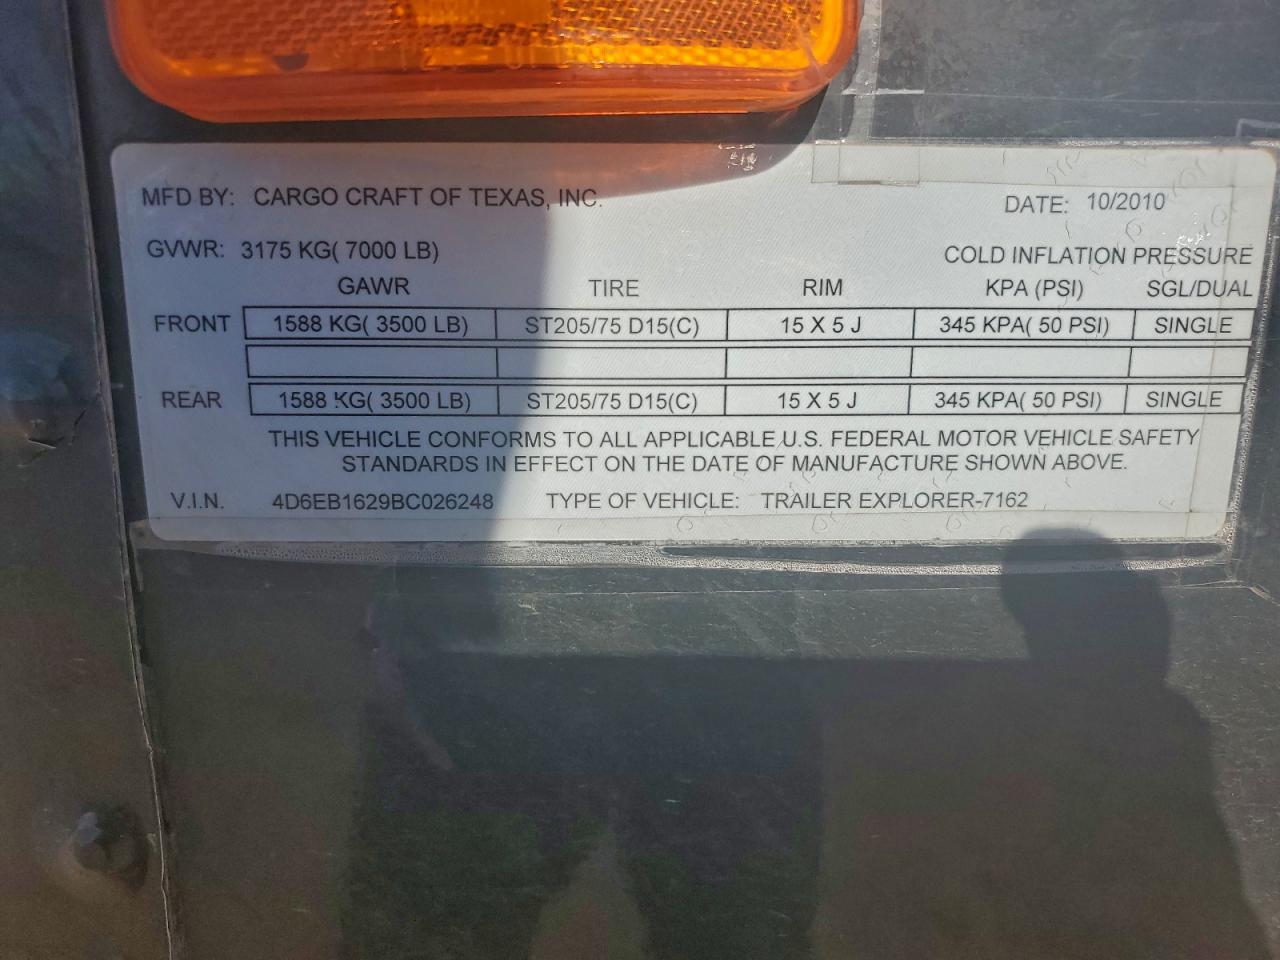 MFD BY: CARGO CRAFT OF TEXAS, INC. DATE: 10/2010
GVWR: 3175 KG( 7000 LB) COLD INFLATION PRESSURE
GAWR TIRE RIM KPA (PSI) SGL/DUAL
FRONT 1588 KG( 3500 LB) ST205/75 D15(C) 15 X 5 J 345 KPA( 50 PSI) SINGLE
REAR 1588 KG( 3500 LB) ST205/75 D15(C) 15 X 5 J 345 KPA( 50 PSI) SINGLE
THIS VEHICLE CONFORMS TO ALL APPLICABLE U.S. FEDERAL MOTOR VEHICLE SAFETY
STANDARDS IN EFFECT ON THE DATE OF MANUFACTURE SHOWN ABOVE.
V.I.N. 4D6EB1629BC026248 TYPE OF VEHICLE: TRAILER EXPLORER-7162